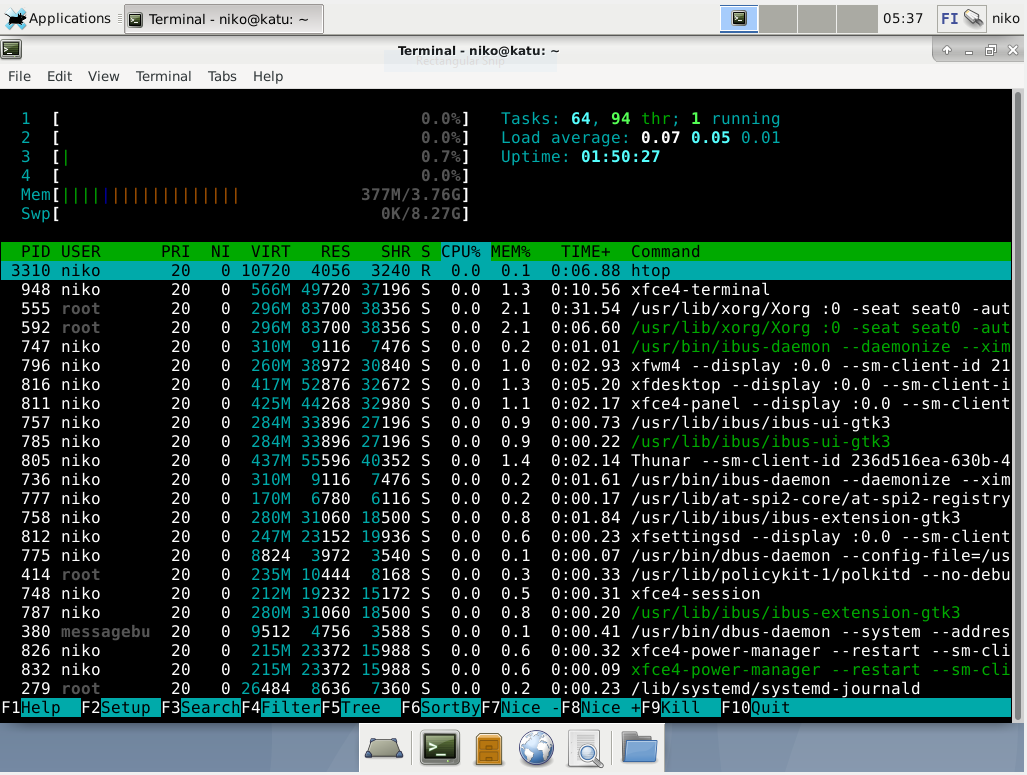 Applications Terminal - niko@katu: ~ 05:37 FI niko
Terminal - niko@katu: ~
Rectangular Snip
File Edit View Terminal Tabs Help
1 [ 0.0%] Tasks: 64, 94 thr; 1 running
2 [ 0.0%] Load average: 0.07 0.05 0.01
3 [| 0.7%] Uptime: 01:50:27
4 [ 0.0%]
Mem[|||||||||||||||||| 377M/3.76G]
Swp[ 0K/8.27G]
PID USER PRI NI VIRT RES SHR S CPU% MEM% TIME+ Command
3310 niko 20 0 10720 4056 3240 R 0.0 0.1 0:06.88 htop
948 niko 20 0 566M 49720 37196 S 0.0 1.3 0:10.56 xfce4-terminal
555 root 20 0 296M 83700 38356 S 0.0 2.1 0:31.54 /usr/lib/xorg/Xorg :0 -seat seat0 -aut
592 root 20 0 296M 83700 38356 S 0.0 2.1 0:06.60 /usr/lib/xorg/Xorg :0 -seat seat0 -aut
747 niko 20 0 310M 9116 7476 S 0.0 0.2 0:01.01 /usr/bin/ibus-daemon --daemonize --xim
796 niko 20 0 260M 38972 30840 S 0.0 1.0 0:02.93 xfwm4 --display :0.0 --sm-client-id 21
816 niko 20 0 417M 52876 32672 S 0.0 1.3 0:05.20 xfdesktop --display :0.0 --sm-client-i
811 niko 20 0 425M 44268 32980 S 0.0 1.1 0:02.17 xfce4-panel --display :0.0 --sm-client
757 niko 20 0 284M 33896 27196 S 0.0 0.9 0:00.73 /usr/lib/ibus/ibus-ui-gtk3
785 niko 20 0 284M 33896 27196 S 0.0 0.9 0:00.22 /usr/lib/ibus/ibus-ui-gtk3
805 niko 20 0 437M 55596 40352 S 0.0 1.4 0:02.14 Thunar --sm-client-id 236d516ea-630b-4
736 niko 20 0 310M 9116 7476 S 0.0 0.2 0:01.61 /usr/bin/ibus-daemon --daemonize --xim
777 niko 20 0 170M 6780 6116 S 0.0 0.2 0:00.17 /usr/lib/at-spi2-core/at-spi2-registry
758 niko 20 0 280M 31060 18500 S 0.0 0.8 0:01.84 /usr/lib/ibus/ibus-extension-gtk3
812 niko 20 0 247M 23152 19936 S 0.0 0.6 0:00.23 xfsettingsd --display :0.0 --sm-client
775 niko 20 0 8824 3972 3540 S 0.0 0.1 0:00.07 /usr/bin/dbus-daemon --config-file=/us
414 root 20 0 235M 10444 8168 S 0.0 0.3 0:00.33 /usr/lib/policykit-1/polkitd --no-debu
748 niko 20 0 212M 19232 15172 S 0.0 0.5 0:00.31 xfce4-session
787 niko 20 0 280M 31060 18500 S 0.0 0.8 0:00.20 /usr/lib/ibus/ibus-extension-gtk3
380 messagebu 20 0 9512 4756 3588 S 0.0 0.1 0:00.41 /usr/bin/dbus-daemon --system --addres
826 niko 20 0 215M 23372 15988 S 0.0 0.6 0:00.32 xfce4-power-manager --restart --sm-cli
832 niko 20 0 215M 23372 15988 S 0.0 0.6 0:00.09 xfce4-power-manager --restart --sm-cli
279 root 20 0 26484 8636 7360 S 0.0 0.2 0:00.23 /lib/systemd/systemd-journald
F1Help F2Setup F3SearchF4FilterF5Tree F6SortByF7Nice -F8Nice +F9Kill F10Quit